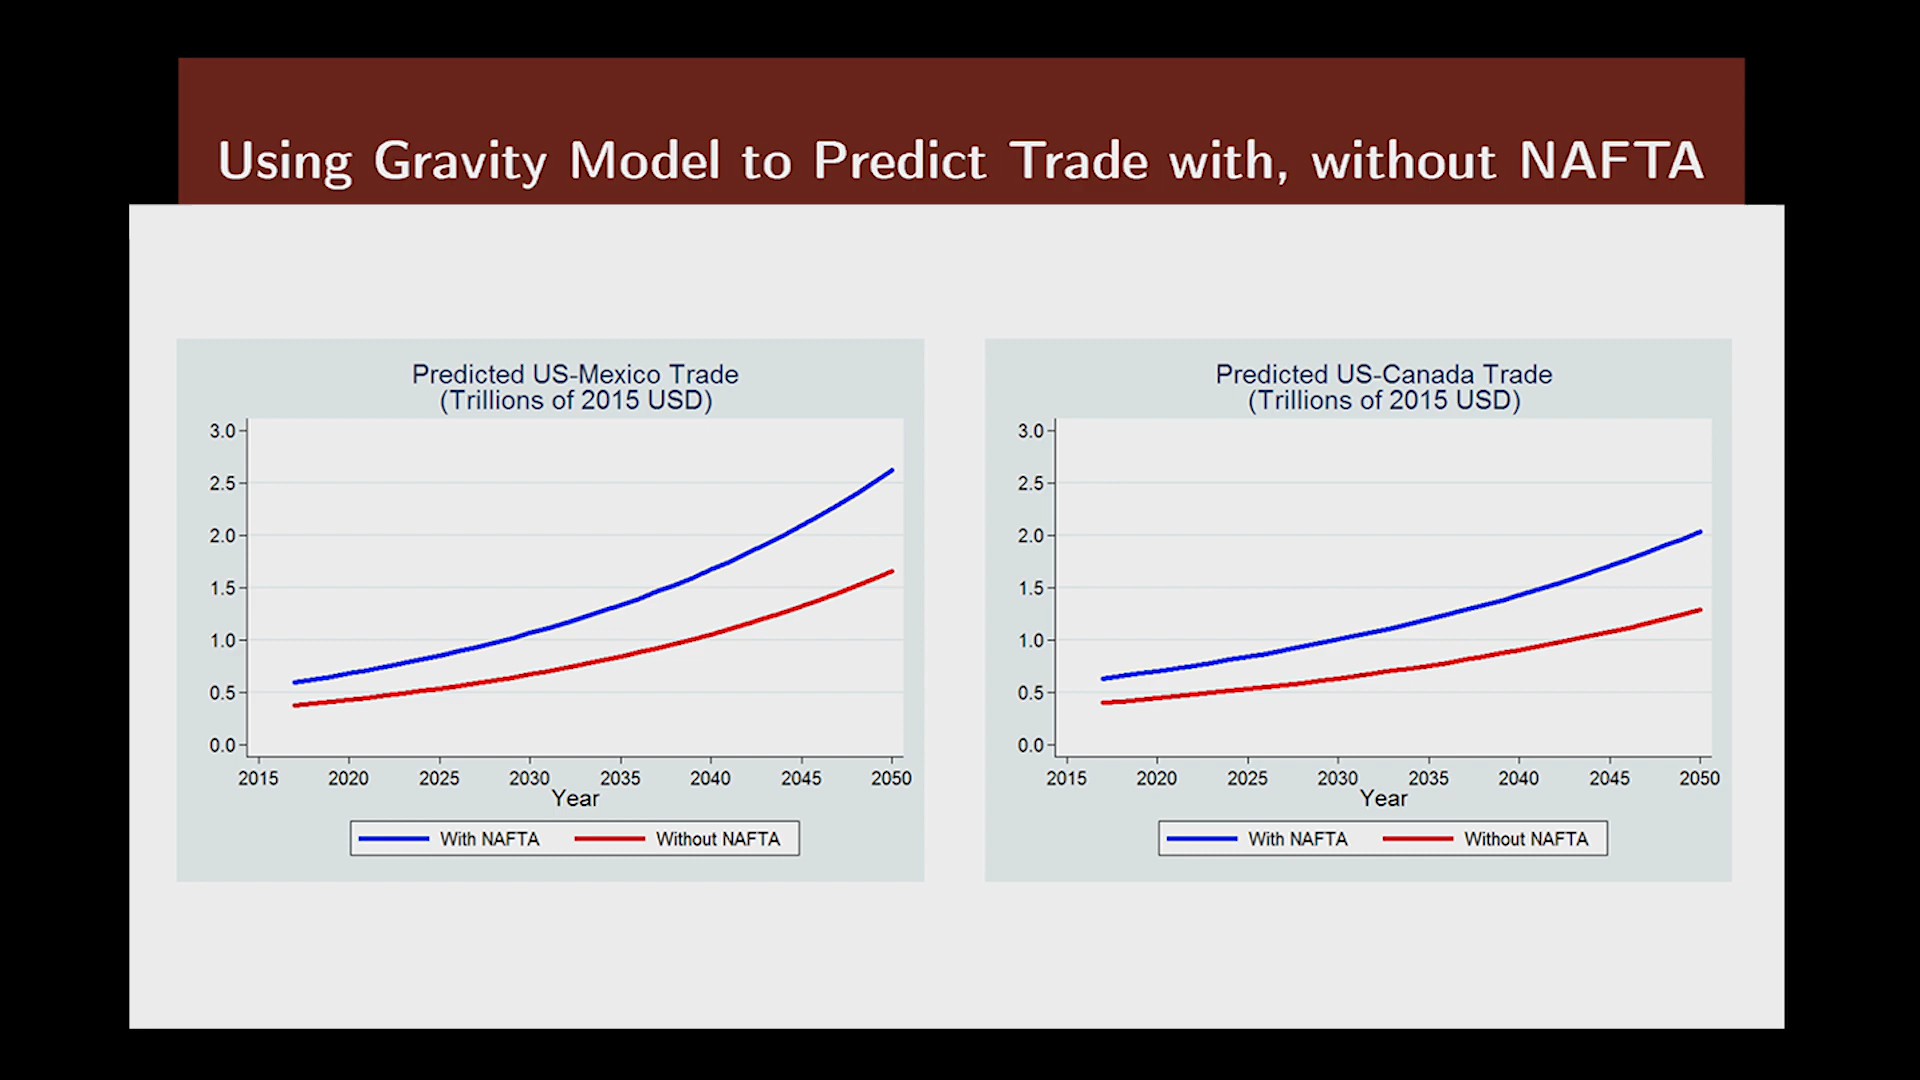 Using Gravity Model to Predict Trade with, without NAFTA
Predicted US-Mexico Trade
(Trillions of 2015 USD)
3.0
2.5
2.0
1.5
1.0
0.5
0.0
2015 2020 2025 2030 2035 2040 2045 2050
Year
With NAFTA Without NAFTA
Predicted US-Canada Trade
(Trillions of 2015 USD)
3.0
2.5
2.0
1.5
1.0
0.5
0.0
2015 2020 2025 2030 2035 2040 2045 2050
Year
With NAFTA Without NAFTA